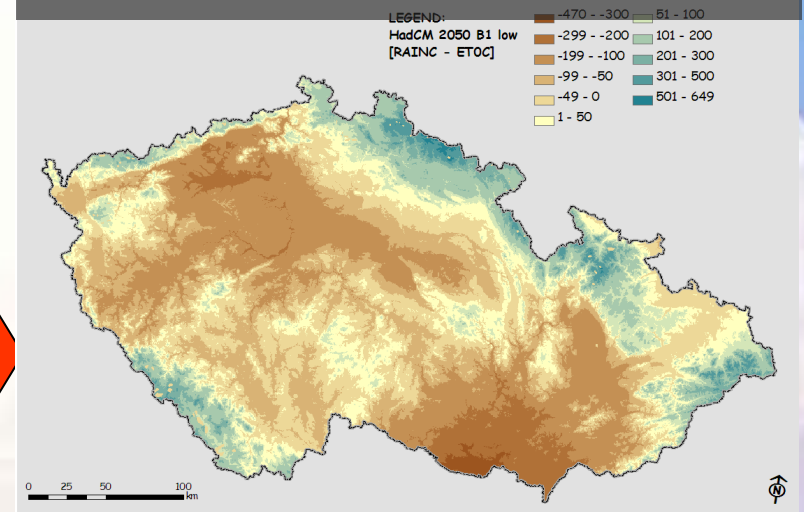 LEGEND:
HadCM 2050 B1 low
[RAINC - ETOC]
-470 - -300
-299 - -200
-199 - -100
-99 - -50
-49 - 0
1 - 50
51 - 100
101 - 200
201 - 300
301 - 500
501 - 649
0 25 50 100
km
N